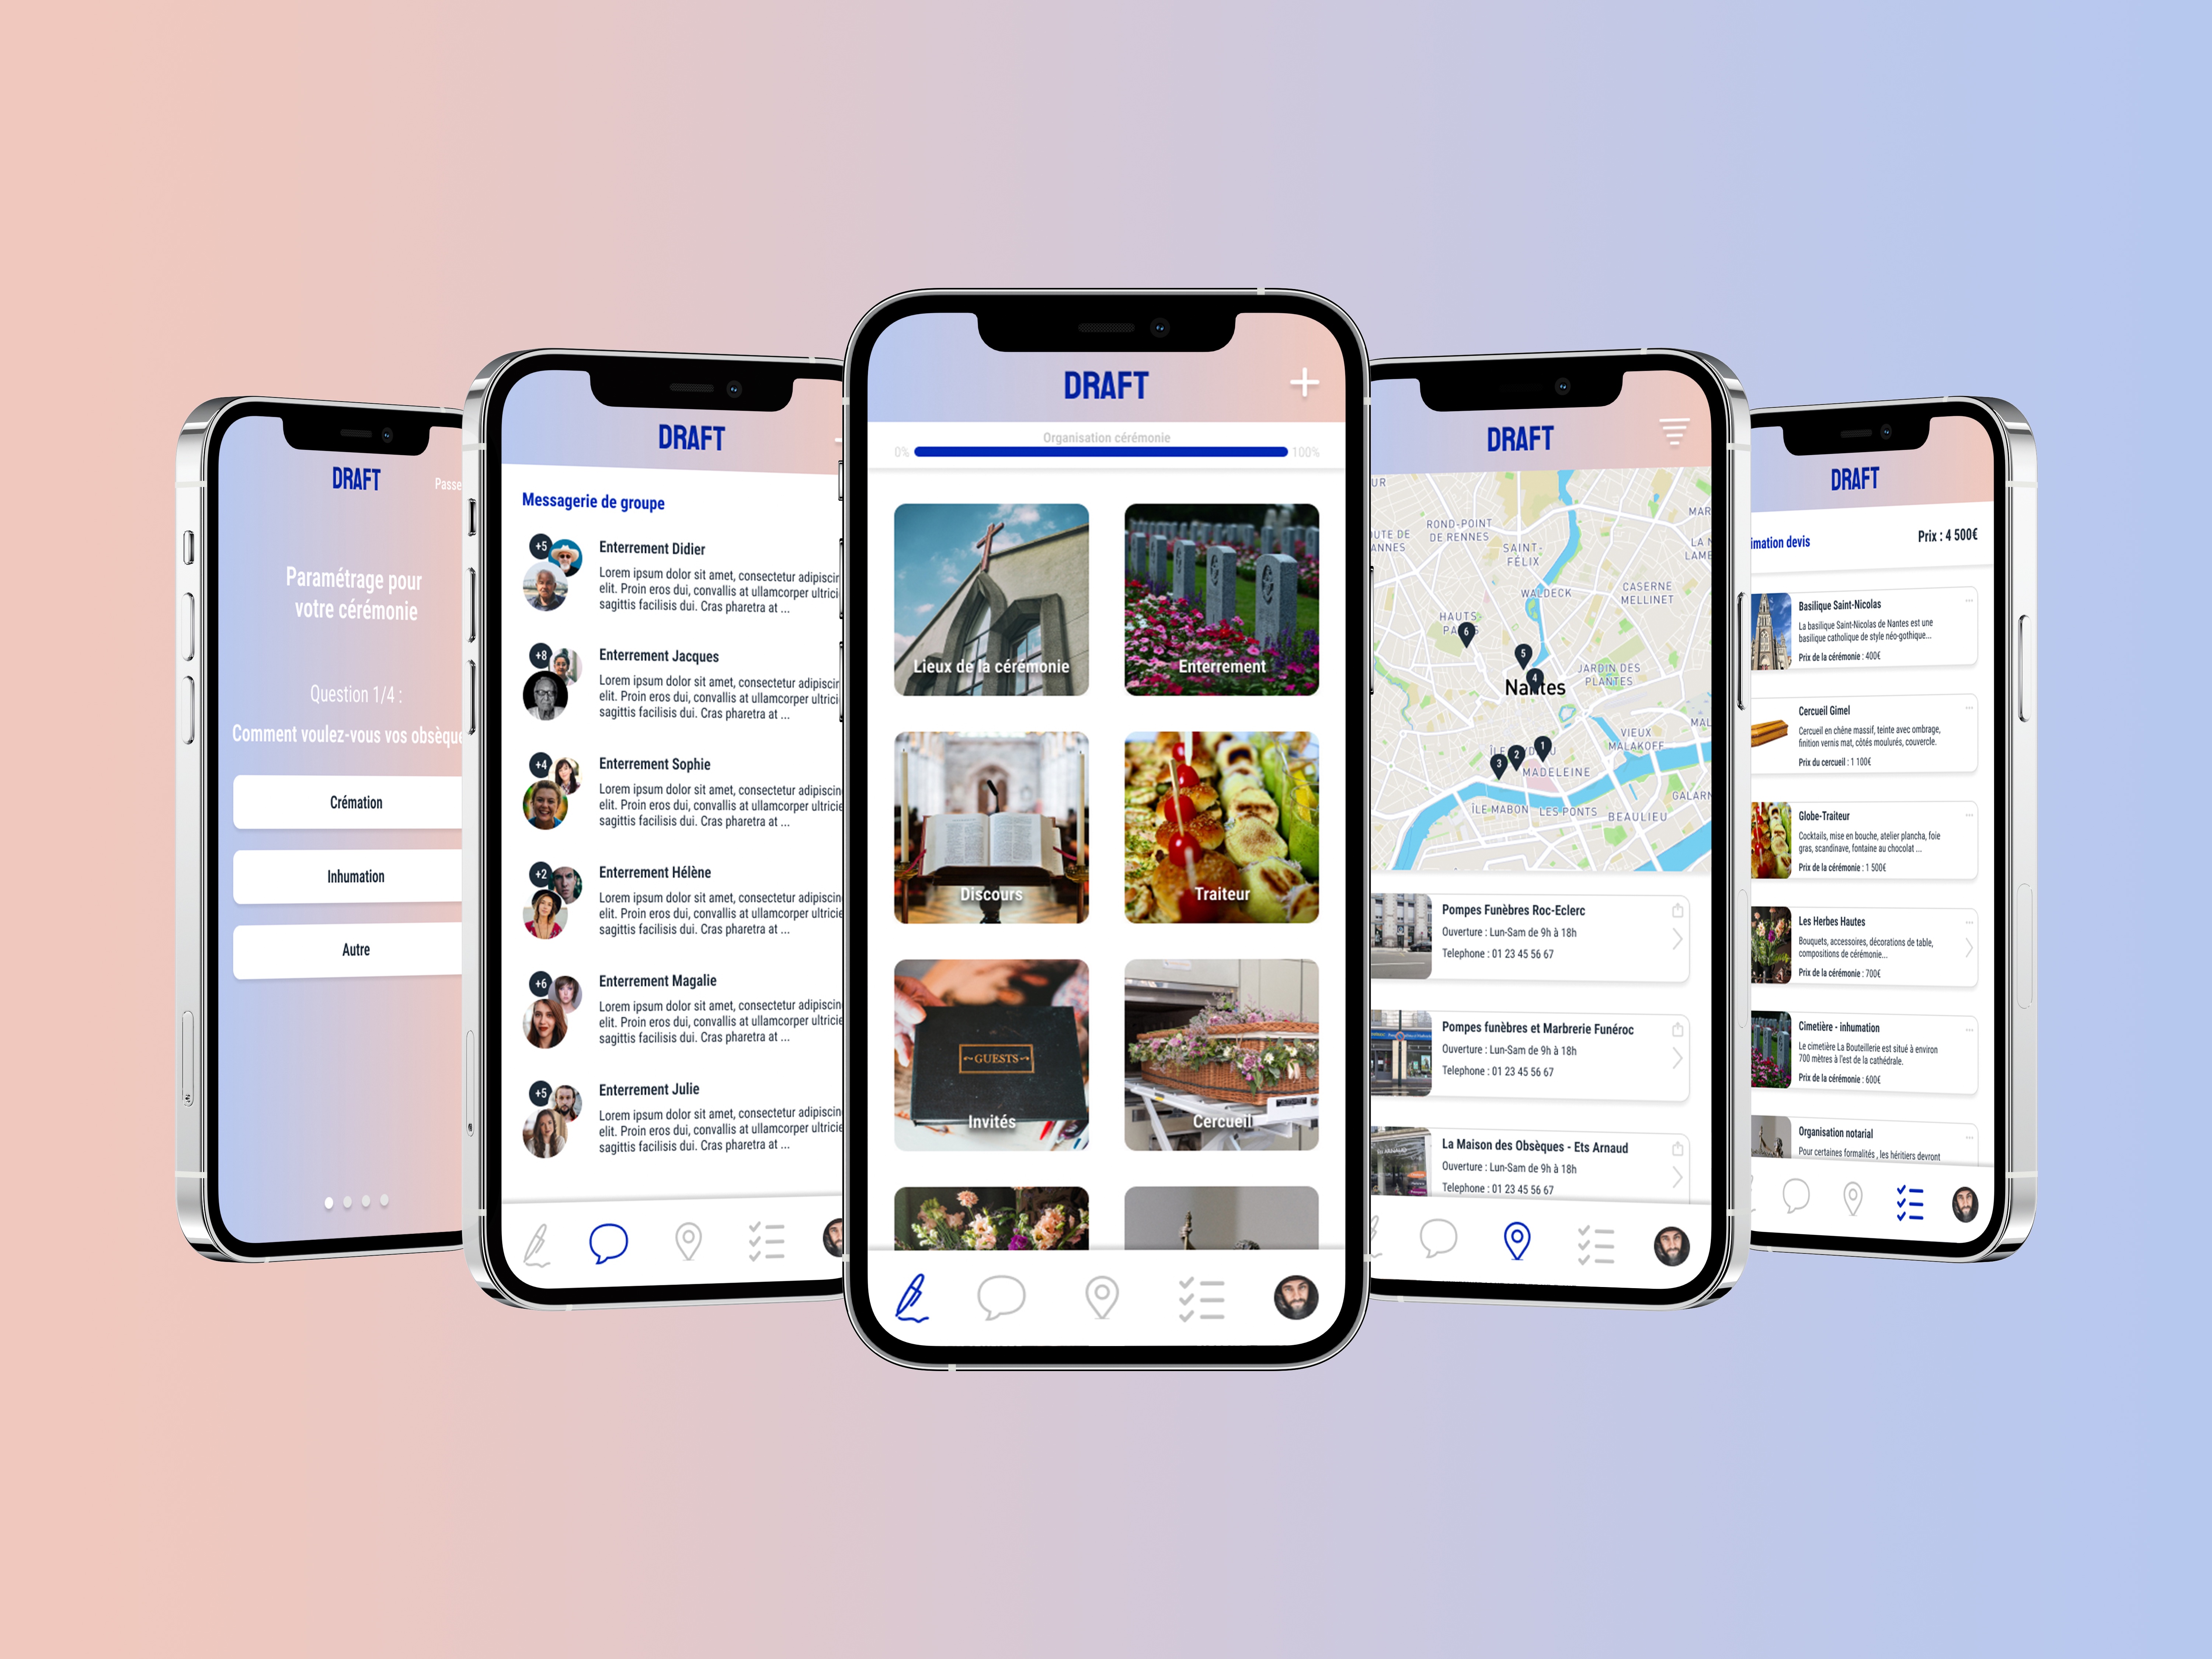 DRAFT
Passe
Paramétrage pour
votre cérémonie
Question 1/4 :
Comment voulez-vous vos obsèque
Crémation
Inhumation
Autre
DRAFT
Messagerie de groupe
+5
Enterrement Didier
Lorem ipsum dolor sit amet, consectetur adipiscin
elit. Proin eros dui, convallis at ullamcorper ultricie
sagittis facilisis dui. Cras pharetra at ...
+8
Enterrement Jacques
Lorem ipsum dolor sit amet, consectetur adipiscin
elit. Proin eros dui, convallis at ullamcorper ultricie
sagittis facilisis dui. Cras pharetra at ...
+4
Enterrement Sophie
Lorem ipsum dolor sit amet, consectetur adipiscin
elit. Proin eros dui, convallis at ullamcorper ultricie
sagittis facilisis dui. Cras pharetra at ...
+2
Enterrement Hélène
Lorem ipsum dolor sit amet, consectetur adipiscin
elit. Proin eros dui, convallis at ullamcorper ultricie
sagittis facilisis dui. Cras pharetra at ...
+6
Enterrement Magalie
Lorem ipsum dolor sit amet, consectetur adipiscin
elit. Proin eros dui, convallis at ullamcorper ultricie
sagittis facilisis dui. Cras pharetra at ...
+5
Enterrement Julie
Lorem ipsum dolor sit amet, consectetur adipiscin
elit. Proin eros dui, convallis at ullamcorper ultricie
sagittis facilisis dui. Cras pharetra at ...
DRAFT
Organisation cérémonie
0% 100%
Lieux de la cérémonie
Enterrement
Discours
Traiteur
GUESTS
Invités
Cercueil
DRAFT
UR
ROND-POINT
DE RENNES
MAR
UTE DE
ANNES
SAINT-
FÉLIX
LA N
LAME
CASERNE
MELLINET
WALDECK
HAUTS
6
5
4
JARDIN DES
PLANTES
Nantes
MAL
VIEUX
MALAKOFF
1
2
3
MADELEINE
GALARN
ÎLE MABON
LES PONTS
BEAULIEU
Pompes Funèbres Roc-Eclerc
Ouverture : Lun-Sam de 9h à 18h
Telephone : 01 23 45 56 67
Pompes funèbres et Marbrerie Funéroc
Ouverture : Lun-Sam de 9h à 18h
Telephone : 01 23 45 56 67
La Maison des Obsèques - Ets Arnaud
Ouverture : Lun-Sam de 9h à 18h
Telephone : 01 23 45 56 67
DRAFT
imation devis
Prix : 4 500€
Basilique Saint-Nicolas
La basilique Saint-Nicolas de Nantes est une
basilique catholique de style néo-gothique...
Prix de la cérémonie : 400€
Cercueil Gimel
Cercueil en chêne massif, teinte avec ombrage,
finition vernis mat, côtés moulurés, couvercle.
Prix du cercueil : 1 100€
Globe-Traiteur
Cocktails, mise en bouche, atelier plancha, foie
gras, scandinave, fontaine au chocolat ...
Prix de la cérémonie : 1 500€
Les Herbes Hautes
Bouquets, accessoires, décorations de table,
compositions de cérémonie...
Prix de la cérémonie : 700€
Cimetière - inhumation
Le cimetière La Bouteillerie est situé à environ
700 mètres à l'est de la cathédrale.
Prix de la cérémonie : 600€
Organisation notarial
Pour certaines formalités , les héritiers devront